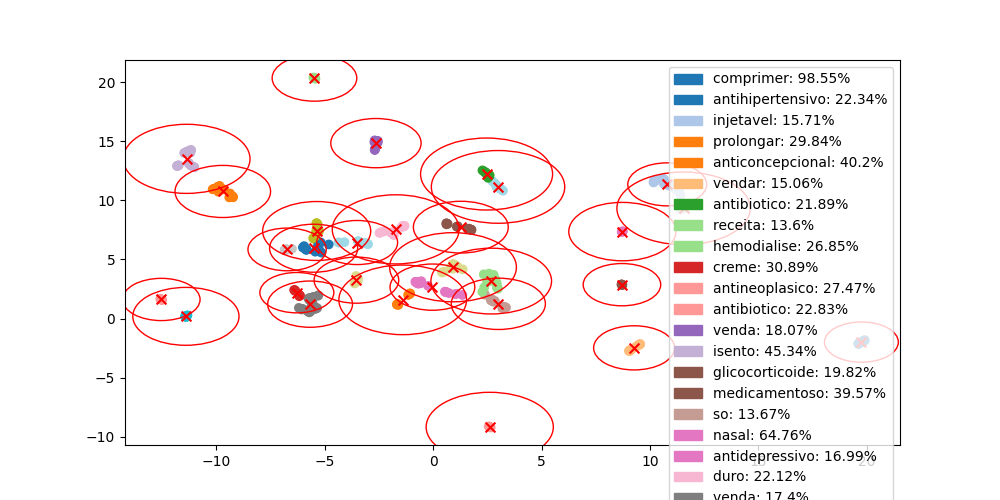 20
15
10
5
0
−5
−10
−10
−5
0
5
10
15
20
comprimer: 98.55%
antihipertensivo: 22.34%
injetavel: 15.71%
prolongar: 29.84%
anticoncepcional: 40.2%
vendar: 15.06%
antibiotico: 21.89%
receita: 13.6%
hemodialise: 26.85%
creme: 30.89%
antineoplasico: 27.47%
antibiotico: 22.83%
venda: 18.07%
isento: 45.34%
glicocorticoide: 19.82%
medicamentoso: 39.57%
so: 13.67%
nasal: 64.76%
antidepressivo: 16.99%
duro: 22.12%
venda: 17.4%